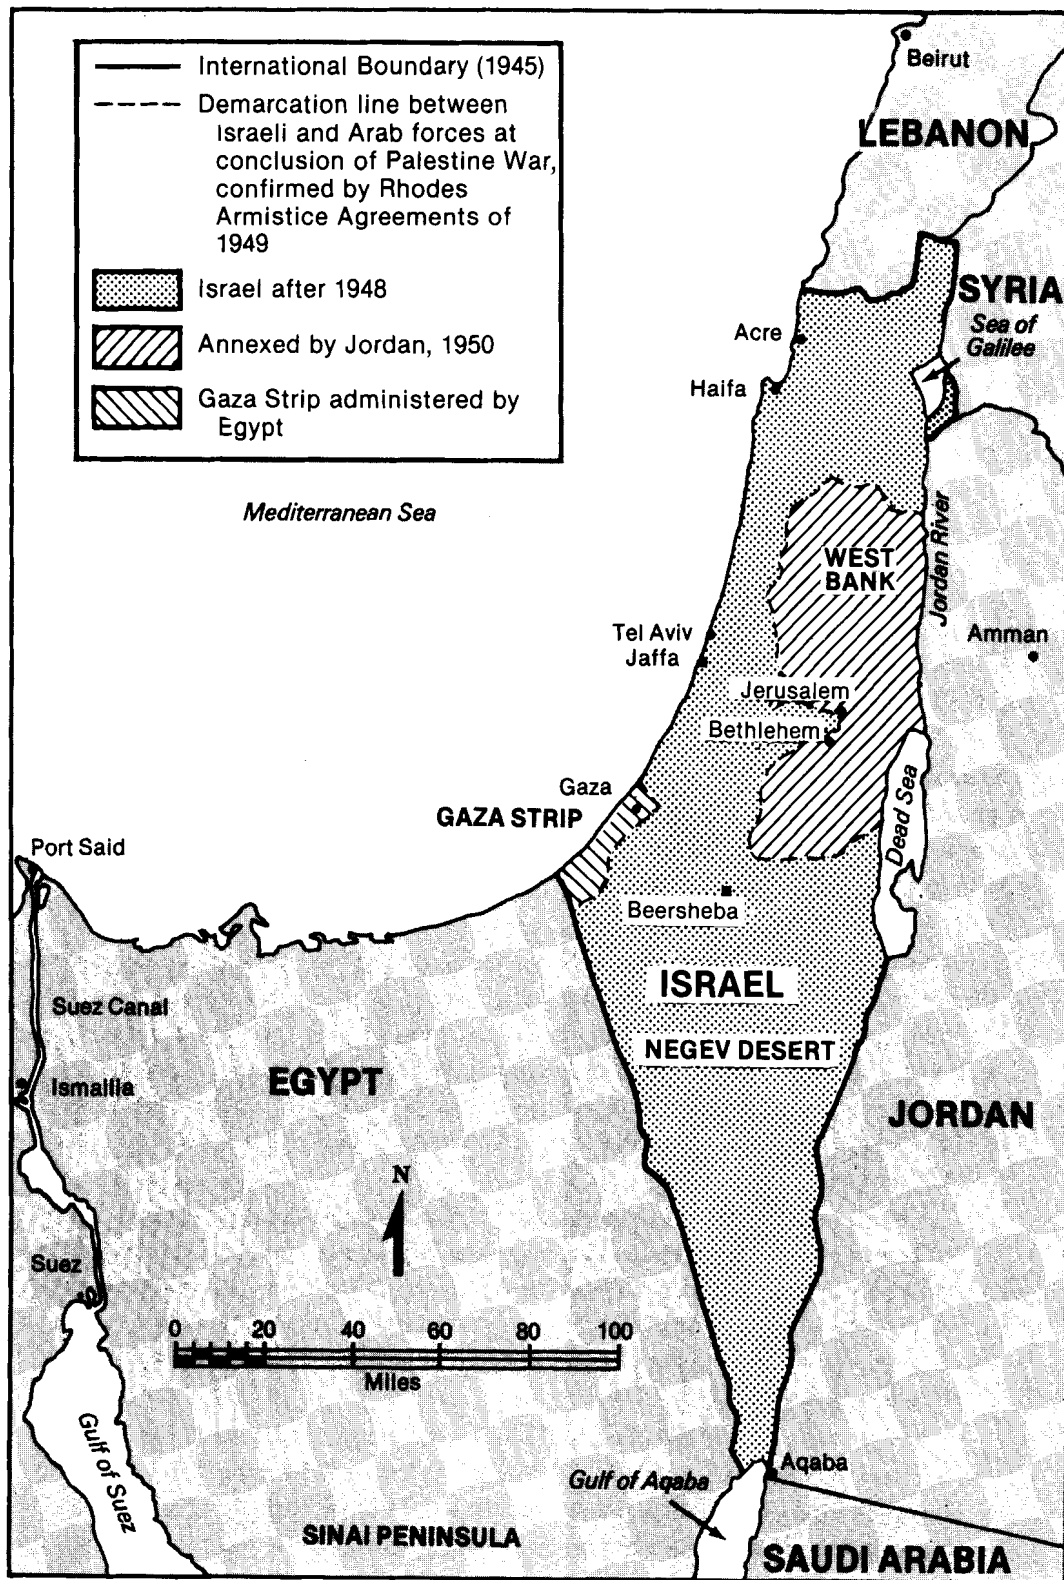 International Boundary (1945)
Demarcation line between
Israeli and Arab forces at
conclusion of Palestine War,
confirmed by Rhodes
Armistice Agreements of
1949
Israel after 1948
Annexed by Jordan, 1950
Gaza Strip administered by
Egypt
Beirut
LEBANON
SYRIA
Sea of
Galilee
Acre
Haifa
Mediterranean Sea
WEST
BANK
Jordan River
Tel Aviv
Jaffa
Amman
Jerusalem
Bethlehem
Dead Sea
Gaza
GAZA STRIP
Port Said
Beersheba
ISRAEL
Suez Canal
NEGEV DESERT
Ismailia
EGYPT
JORDAN
N
Suez
0 20 40 60 80 100
Miles
Gulf of Suez
Aqaba
Gulf of Aqaba
SINAI PENINSULA
SAUDI ARABIA